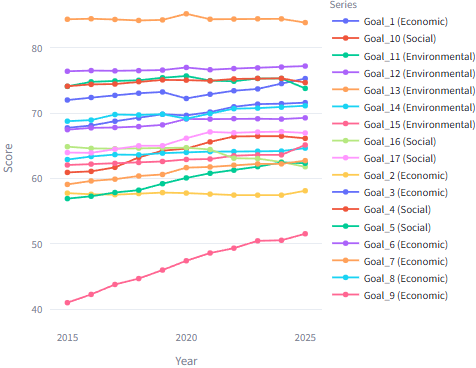 Series
Goal_1 (Economic)
Goal_10 (Social)
Goal_11 (Environmental)
Goal_12 (Environmental)
Goal_13 (Environmental)
Goal_14 (Environmental)
Goal_15 (Environmental)
Goal_16 (Social)
Goal_17 (Social)
Goal_2 (Economic)
Goal_3 (Economic)
Goal_4 (Social)
Goal_5 (Social)
Goal_6 (Economic)
Goal_7 (Economic)
Goal_8 (Economic)
Goal_9 (Economic)
80
70
60
50
40
Score
2015
2020
2025
Year